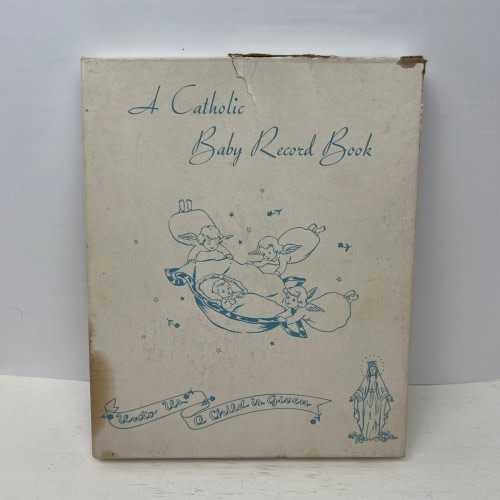 A Catholic
Baby Record Book
Unto Us
A Child is Given